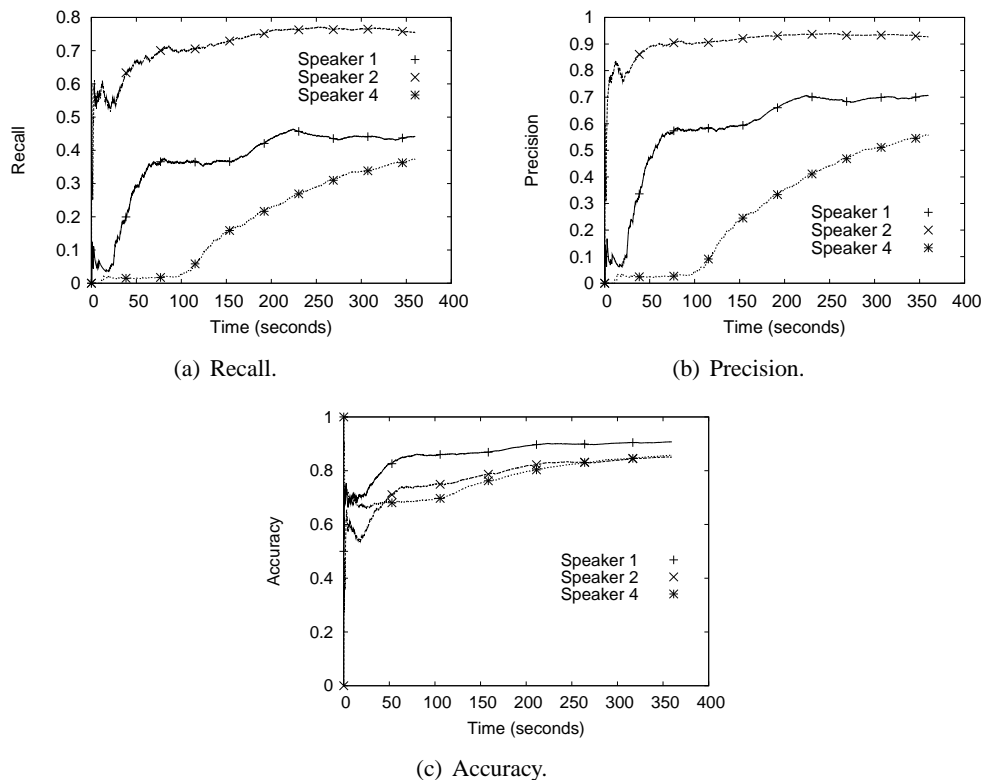 0.8
0.7
0.6
0.5
0.4
0.3
0.2
0.1
0
Recall
Speaker 1
Speaker 2
Speaker 4
0 50 100 150 200 250 300 350 400
Time (seconds)
(a) Recall.
1
0.9
0.8
0.7
0.6
0.5
0.4
0.3
0.2
0.1
0
Precision
Speaker 1
Speaker 2
Speaker 4
0 50 100 150 200 250 300 350 400
Time (seconds)
(b) Precision.
1
0.8
0.6
0.4
0.2
0
Accuracy
Speaker 1
Speaker 2
Speaker 4
0 50 100 150 200 250 300 350 400
Time (seconds)
(c) Accuracy.